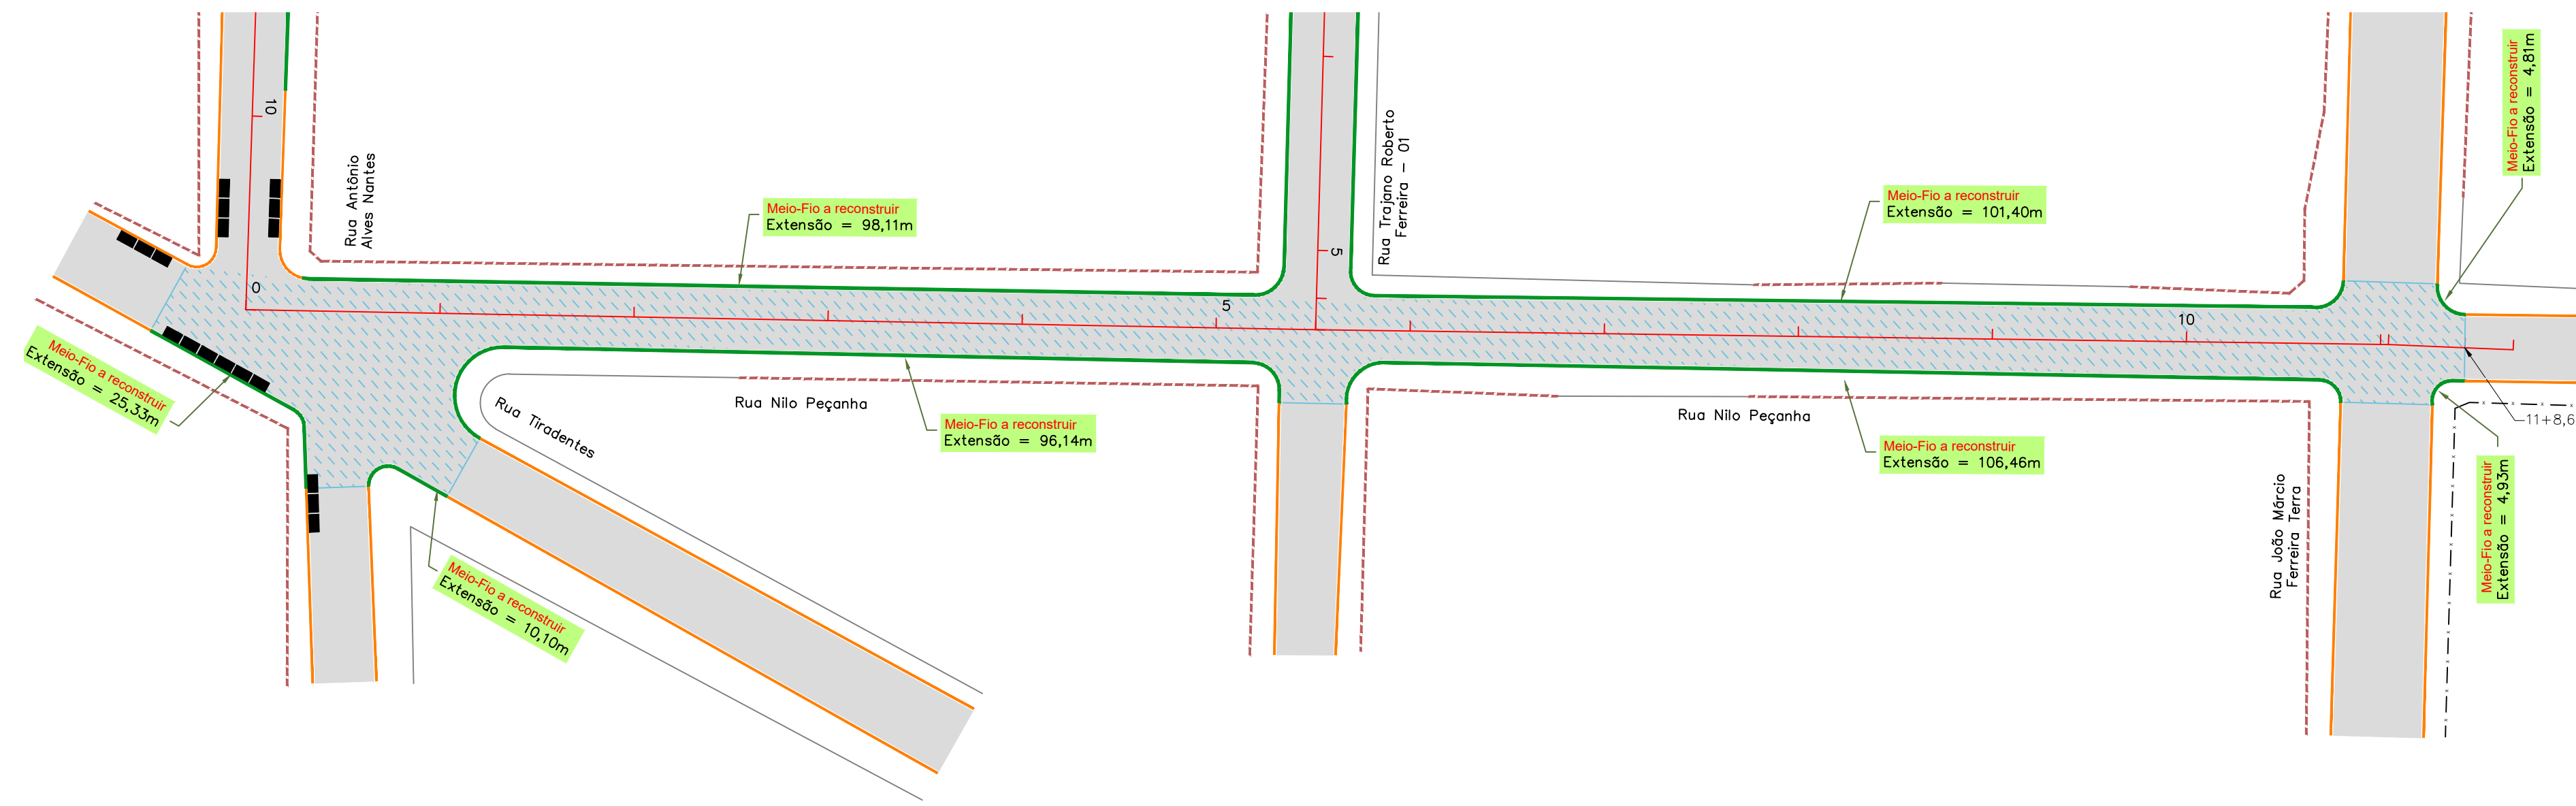 Meio-Fio a reconstruir
Extensão = 4,81m
10
Rua Antônio
Alves Nantes
Rua Trajano Roberto
Ferreira - 01
Meio-Fio a reconstruir
Extensão = 98,11m
Meio-Fio a reconstruir
Extensão = 101,40m
5
0
5
10
Meio-Fio a reconstruir
Extensão = 25,33m
Rua Tiradentes
Rua Nilo Peçanha
Meio-Fio a reconstruir
Extensão = 96,14m
Rua Nilo Peçanha
Meio-Fio a reconstruir
Extensão = 106,46m
11+8,6
Rua João Márcio
Ferreira Terra
Meio-Fio a reconstruir
Extensão = 4,93m
Meio-Fio a reconstruir
Extensão = 10,10m